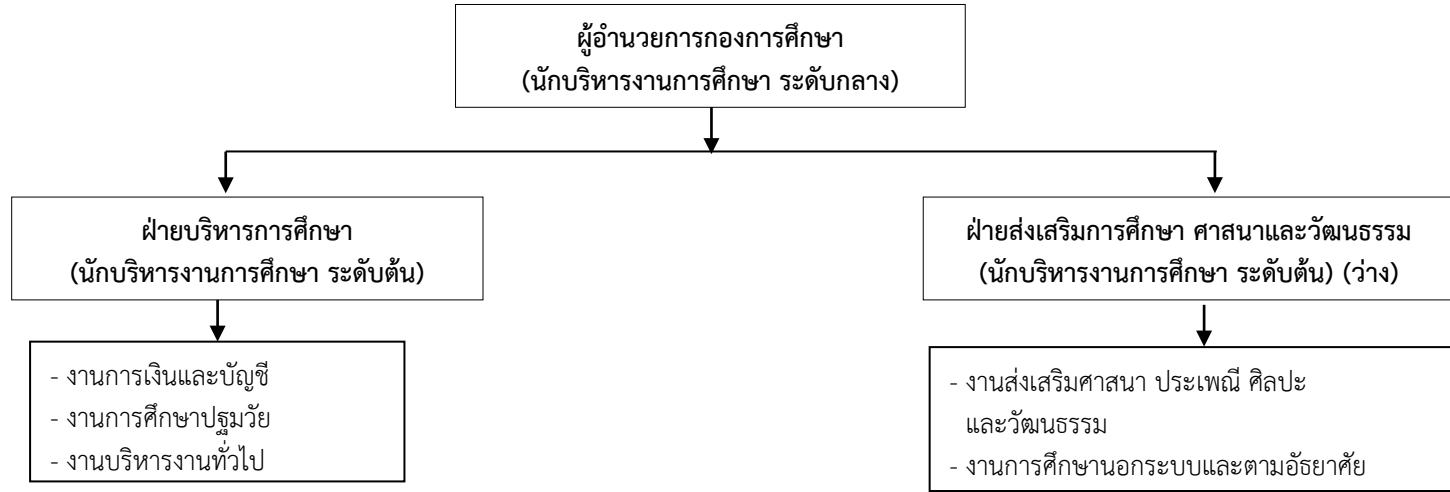 ผู้อำนวยการกองการศึกษา
(นักบริหารงานการศึกษา ระดับกลาง)
ฝ่ายบริหารการศึกษา
(นักบริหารงานการศึกษา ระดับต้น)
ฝ่ายส่งเสริมการศึกษา ศาสนาและวัฒนธรรม
(นักบริหารงานการศึกษา ระดับต้น) (ว่าง)
- งานการเงินและบัญชี
- งานการศึกษาปฐมวัย
- งานบริหารงานทั่วไป
- งานส่งเสริมศาสนา ประเพณี ศิลปะ
และวัฒนธรรม
- งานการศึกษานอกระบบและตามอัธยาศัย